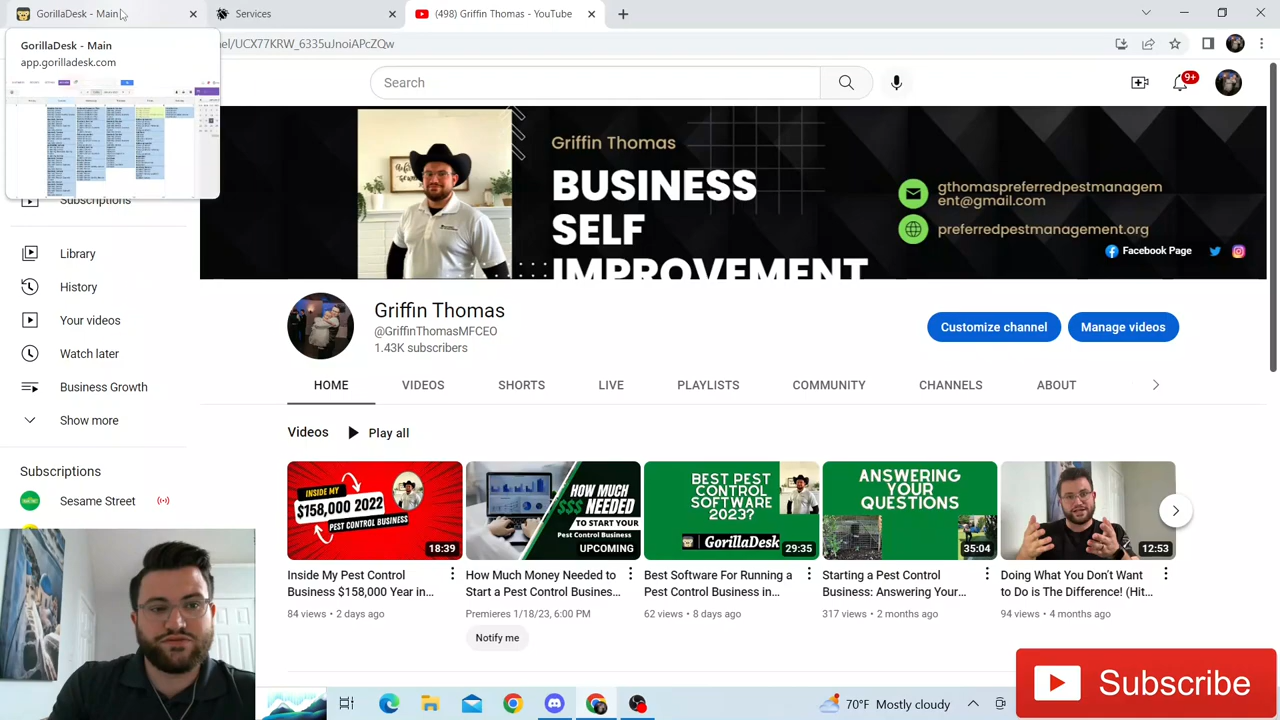 GorillaDesk - Main
Services
(498) Griffin Thomas - YouTube
GorillaDesk - Main
app.gorilladesk.com
el/UCX77KRW_6335uJnoiAPcZQw
Search
9+
Subscriptions
Library
History
Your videos
Watch later
Business Growth
Show more
Subscriptions
Sesame Street
Griffin Thomas
BUSINESS
SELF
IMPROVEMENT
gthomaspreferredpestmanagem
ent@gmail.com
preferredpestmanagement.org
Facebook Page
Griffin Thomas
@GriffinThomasMFCEO
1.43K subscribers
Customize channel
Manage videos
HOME
VIDEOS
SHORTS
LIVE
PLAYLISTS
COMMUNITY
CHANNELS
ABOUT
Videos
Play all
INSIDE MY
$158,000 2022
PEST CONTROL BUSINESS
18:39
HOW MUCH
$$$ NEEDED
TO START YOUR
Pest Control Business
UPCOMING
BEST PEST
CONTROL
SOFTWARE
2023?
GorillaDesk
29:35
ANSWERING
YOUR
QUESTIONS
35:04
12:53
Inside My Pest Control
Business $158,000 Year in...
84 views • 2 days ago
How Much Money Needed to
Start a Pest Control Business...
Premieres 1/18/23, 6:00 PM
Notify me
Best Software For Running a
Pest Control Business in...
62 views • 8 days ago
Starting a Pest Control
Business: Answering Your...
317 views • 2 months ago
Doing What You Don't Want
to Do is The Difference! (Hit...
94 views • 4 months ago
Subscribe
70°F Mostly cloudy